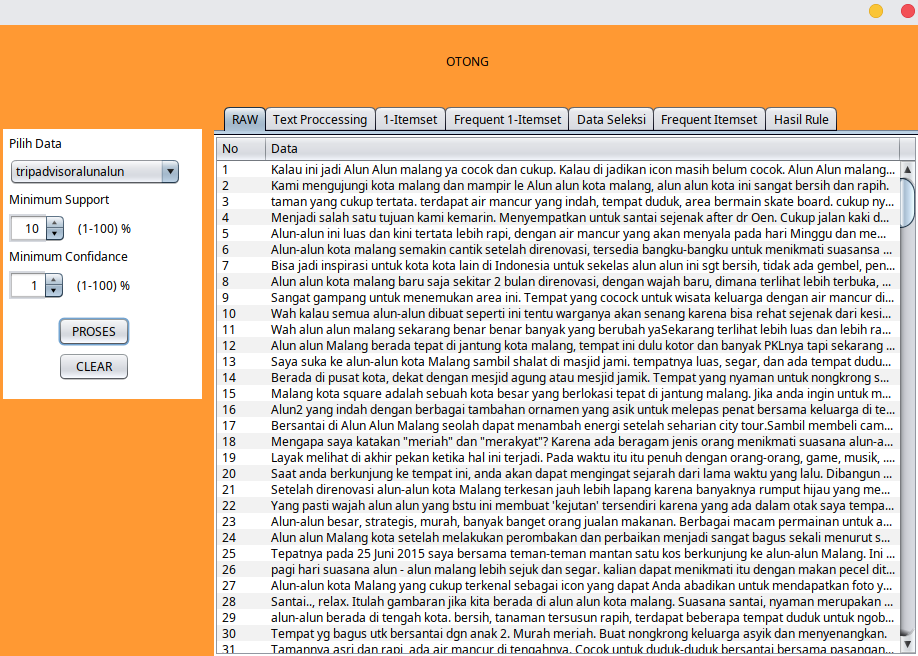 OTONG
RAW Text Proccessing 1-Itemset Frequent 1-Itemset Data Seleksi Frequent Itemset Hasil Rule
Pilih Data
tripadvisoralunalun
Minimum Support
10 (1-100) %
Minimum Confidance
1 (1-100) %
PROSES
CLEAR
No Data
1 Kalau ini jadi Alun Alun malang ya cocok dan cukup. Kalau di jadikan icon masih belum cocok. Alun Alun malang...
2 Kami mengujungi kota malang dan mampir le Alun alun kota malang, alun alun kota ini sangat bersih dan rapih.
3 taman yang cukup tertata. terdapat air mancur yang indah, tempat duduk, area bermain skate board. cukup ny...
4 Menjadi salah satu tujuan kami kemarin. Menyempatkan untuk santai sejenak after dr Oen. Cukup jalan kaki d...
5 Alun-alun ini luas dan kini tertata lebih rapi, dengan air mancur yang akan menyala pada hari Minggu dan me...
6 Alun-alun kota malang semakin cantik setelah direnovasi, tersedia bangku-bangku untuk menikmati suasansa ...
7 Bisa jadi inspirasi untuk kota kota lain di Indonesia untuk sekelas alun alun ini sgt bersih, tidak ada gembel, pen...
8 Alun alun kota malang baru saja sekitar 2 bulan direnovasi, dengan wajah baru, dimana terlihat lebih terbuka, ...
9 Sangat gampang untuk menemukan area ini. Tempat yang cocock untuk wisata keluarga dengan air mancur di...
10 Wah kalau semua alun-alun dibuat seperti ini tentu warganya akan senang karena bisa rehat sejenak dari kesi...
11 Wah alun alun malang sekarang benar benar banyak yang berubah yaSekarang terlihat lebih luas dan lebih ra...
12 Alun alun Malang berada tepat di jantung kota malang, tempat ini dulu kotor dan banyak PKLnya tapi sekarang ...
13 Saya suka ke alun-alun kota Malang sambil shalat di masjid jami. tempatnya luas, segar, dan ada tempat dudu...
14 Berada di pusat kota, dekat dengan mesjid agung atau mesjid jamik. Tempat yang nyaman untuk nongkrong s...
15 Malang kota square adalah sebuah kota besar yang berlokasi tepat di jantung malang. Jika anda ingin untuk m...
16 Alun2 yang indah dengan berbagai tambahan ornamen yang asik untuk melepas penat bersama keluarga di te...
17 Bersantai di Alun Alun Malang seolah dapat menambah energi setelah seharian city tour.Sambil membeli cam...
18 Mengapa saya katakan "meriah" dan "merakyat"? Karena ada beragam jenis orang menikmati suasana alun-a...
19 Layak melihat di akhir pekan ketika hal ini terjadi. Pada waktu itu itu penuh dengan orang-orang, game, musik, ....
20 Saat anda berkunjung ke tempat ini, anda akan dapat mengingat sejarah dari lama waktu yang lalu. Dibangun ...
21 Setelah direnovasi alun-alun kota Malang terkesan jauh lebih lapang karena banyaknya rumput hijau yang me...
22 Yang pasti wajah alun alun yang bstu ini membuat 'kejutan' tersendiri karena yang ada dalam otak saya tempa...
23 Alun-alun besar, strategis, murah, banyak banget orang jualan makanan. Berbagai macam permainan untuk a...
24 Alun alun Malang kota setelah melakukan perombakan dan perbaikan menjadi sangat bagus sekali menurut s...
25 Tepatnya pada 25 Juni 2015 saya bersama teman-teman mantan satu kos berkunjung ke alun-alun Malang. Ini ...
26 pagi hari suasana alun - alun malang lebih sejuk dan segar. kalian dapat menikmati itu dengan makan pecel dit...
27 Alun-alun kota Malang yang cukup terkenal sebagai icon yang dapat Anda abadikan untuk mendapatkan foto y...
28 Santai.., relax. Itulah gambaran jika kita berada di alun alun kota malang. Suasana santai, nyaman merupakan ...
29 alun-alun berada di tengah kota. bersih, tanaman tersusun rapih, terdapat beberapa tempat duduk untuk ngob...
30 Tempat yg bagus utk bersantai dgn anak 2. Murah meriah. Buat nongkrong keluarga asyik dan menyenangkan.
31 Tamannya asri dan rapi, ada air mancur di tengahnya. Cocok untuk duduk-duduk bersantai bersama pasangan...